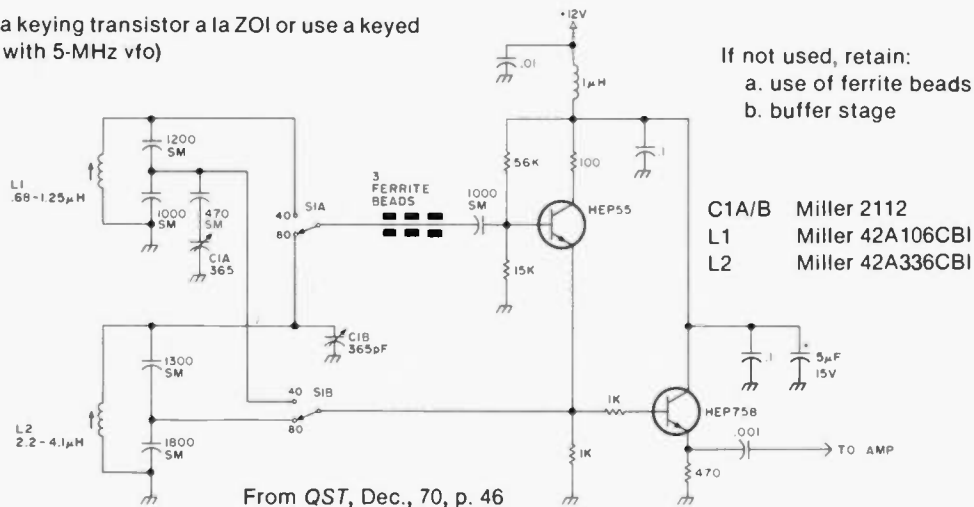 a keying transistor a la ZOI or use a keyed
with 5-MHz vfo)
If not used, retain:
a. use of ferrite beads
b. buffer stage
+12V
.01
1µH
1200
SM
L1
.68-1.25µH
1000
SM
470
SM
C1A
365
40
S1A
80
3
FERRITE
BEADS
1000
SM
56K
100
.1
HEP55
15K
C1A/B Miller 2112
L1 Miller 42A106CBI
L2 Miller 42A336CBI
C1B
365pF
1300
SM
L2
2.2-4.1µH
1800
SM
40
S1B
80
1K
1K
.1
5µF
15V
HEP758
.001
TO AMP
470
From QST, Dec., 70, p. 46